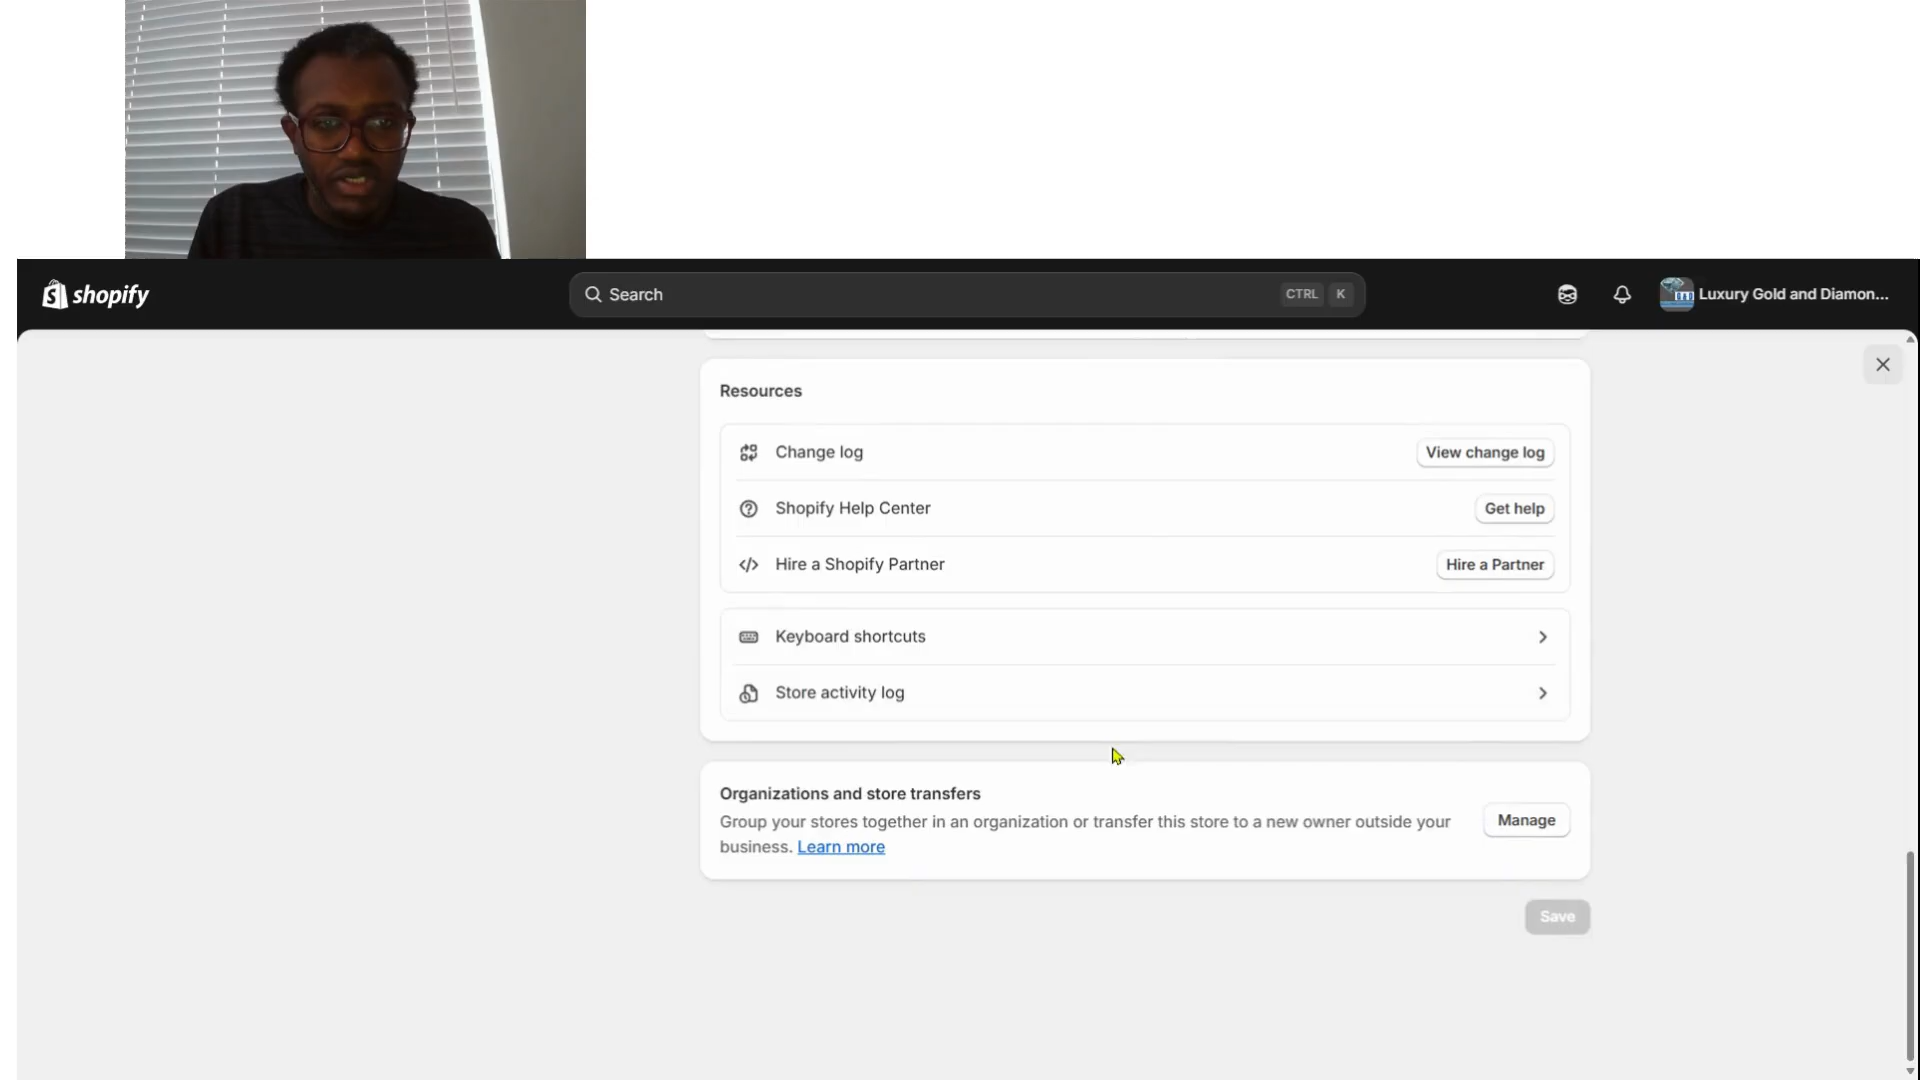 shopify
Search
CTRL K
Luxury Gold and Diamon...
Resources
Change log
View change log
Shopify Help Center
Get help
Hire a Shopify Partner
Hire a Partner
Keyboard shortcuts
Store activity log
Organizations and store transfers
Group your stores together in an organization or transfer this store to a new owner outside your
business. Learn more
Manage
Save